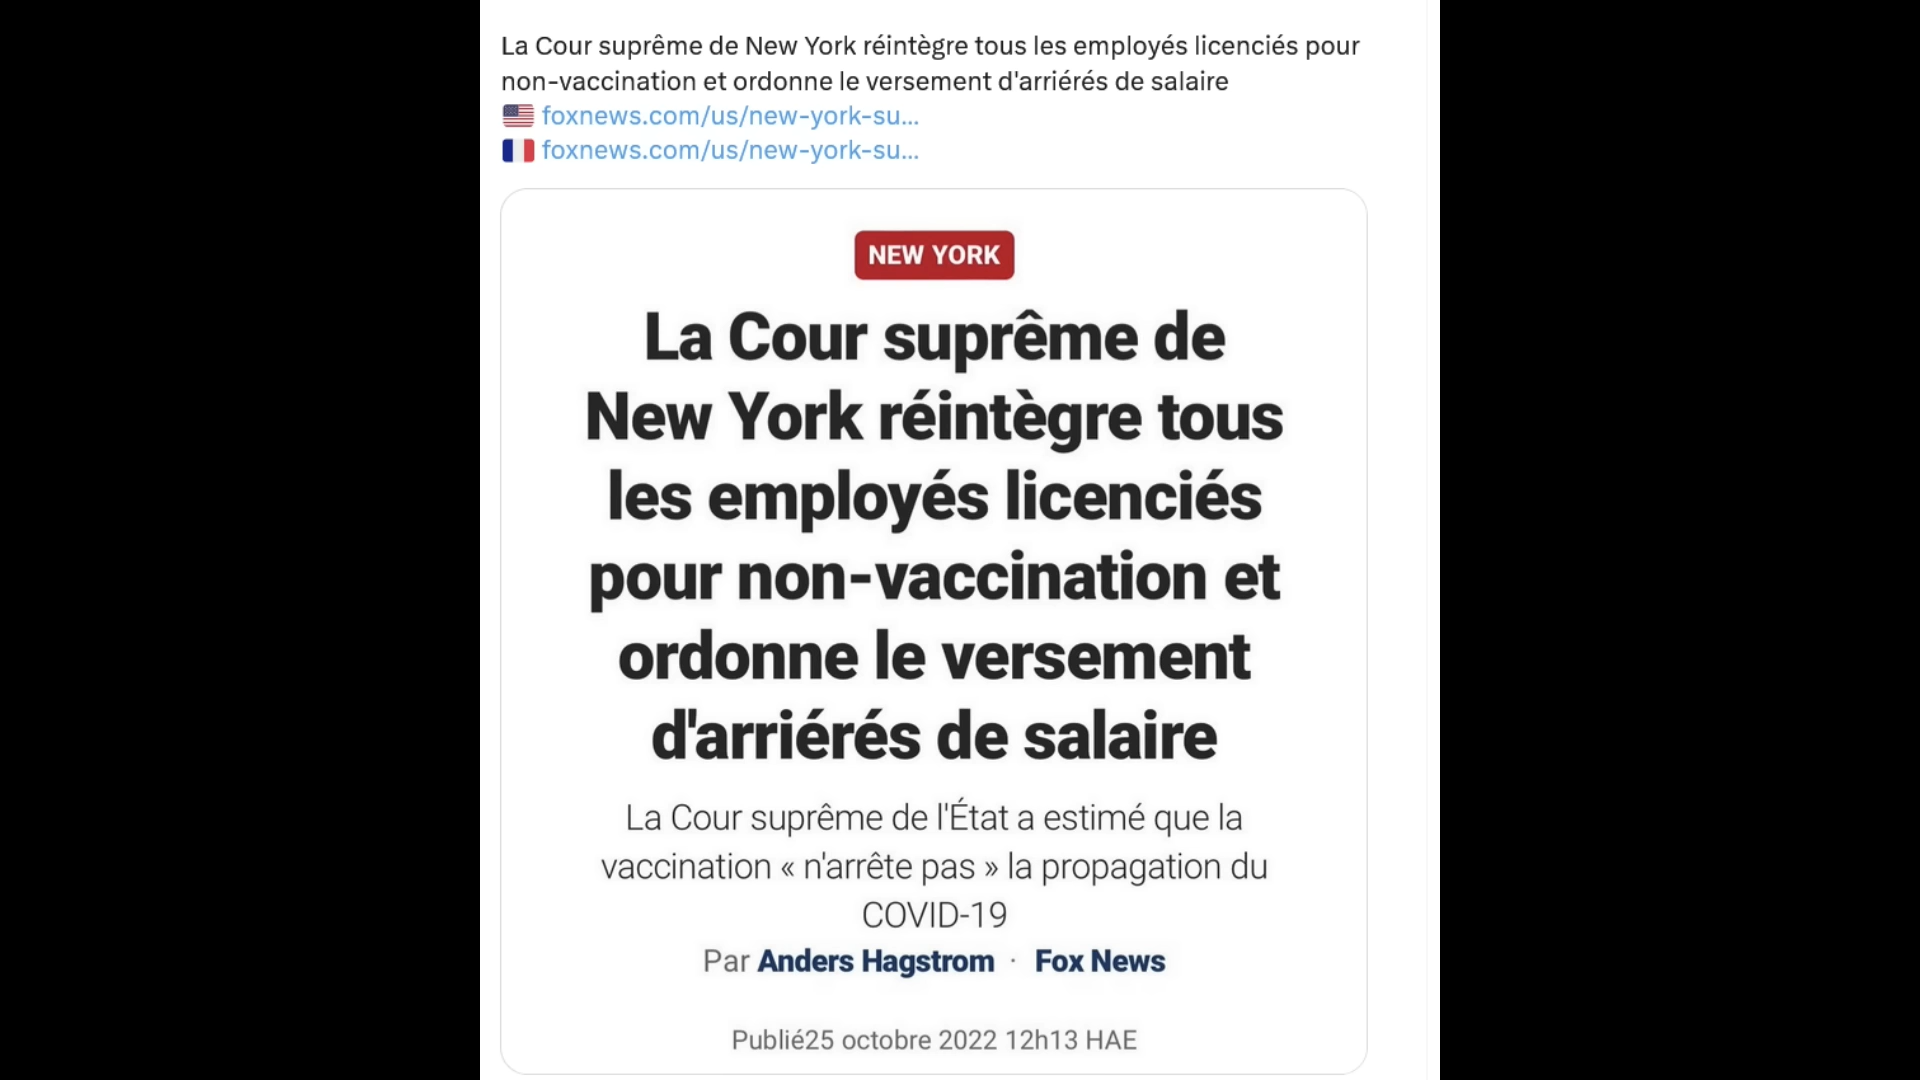 La Cour suprême de New York réintègre tous les employés licenciés pour
non-vaccination et ordonne le versement d'arriérés de salaire
🇺🇸 foxnews.com/us/new-york-su...
🇫🇷 foxnews.com/us/new-york-su...
NEW YORK
La Cour suprême de
New York réintègre tous
les employés licenciés
pour non-vaccination et
ordonne le versement
d'arriérés de salaire
La Cour suprême de l'État a estimé que la
vaccination « n'arrête pas » la propagation du
COVID-19
Par Anders Hagstrom · Fox News
Publié25 octobre 2022 12h13 HAE